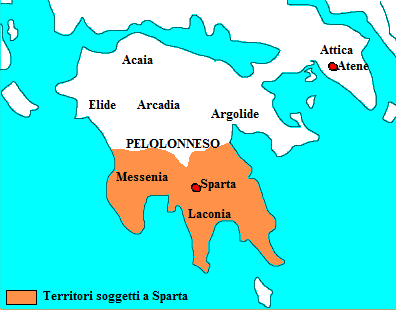 Attica
Atene
Acaia
Elide
Arcadia
Argolide
PELOLONNESO
Messenia
Sparta
Laconia
Territori soggetti a Sparta